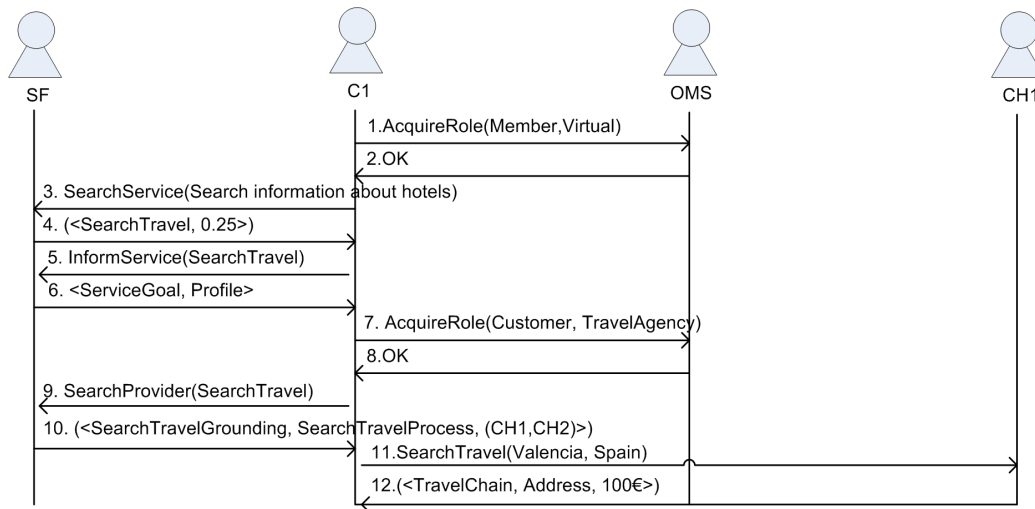 SF
C1
OMS
CH1
1.AcquireRole(Member,Virtual)
2.OK
3. SearchService(Search information about hotels)
4. (<SearchTravel, 0.25>)
5. InformService(SearchTravel)
6. <ServiceGoal, Profile>
7. AcquireRole(Customer, TravelAgency)
8.OK
9. SearchProvider(SearchTravel)
10. (<SearchTravelGrounding, SearchTravelProcess, (CH1,CH2)>)
11.SearchTravel(Valencia, Spain)
12.(<TravelChain, Address, 100€>)